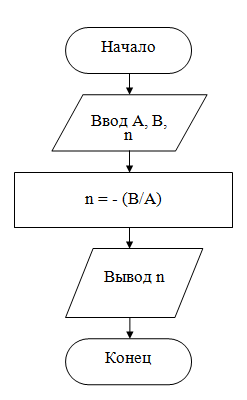 Начало
Ввод A, B,
n
n = - (B/A)
Вывод n
Конец